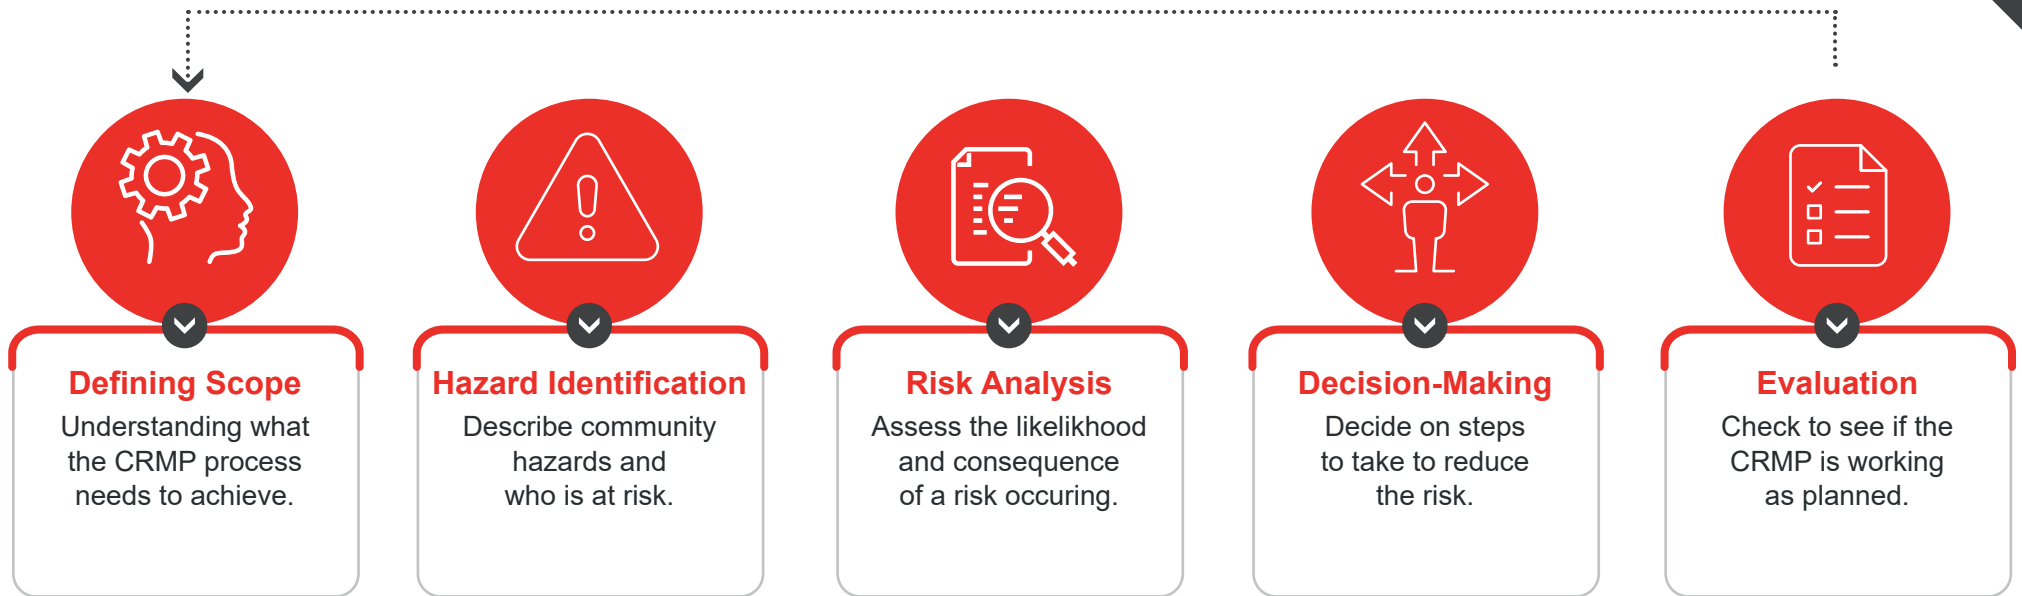 Defining Scope
Understanding what
the CRMP process
needs to achieve.
Hazard Identification
Describe community
hazards and
who is at risk.
Risk Analysis
Assess the likelikhood
and consequence
of a risk occuring.
Decision-Making
Decide on steps
to take to reduce
the risk.
Evaluation
Check to see if the
CRMP is working
as planned.